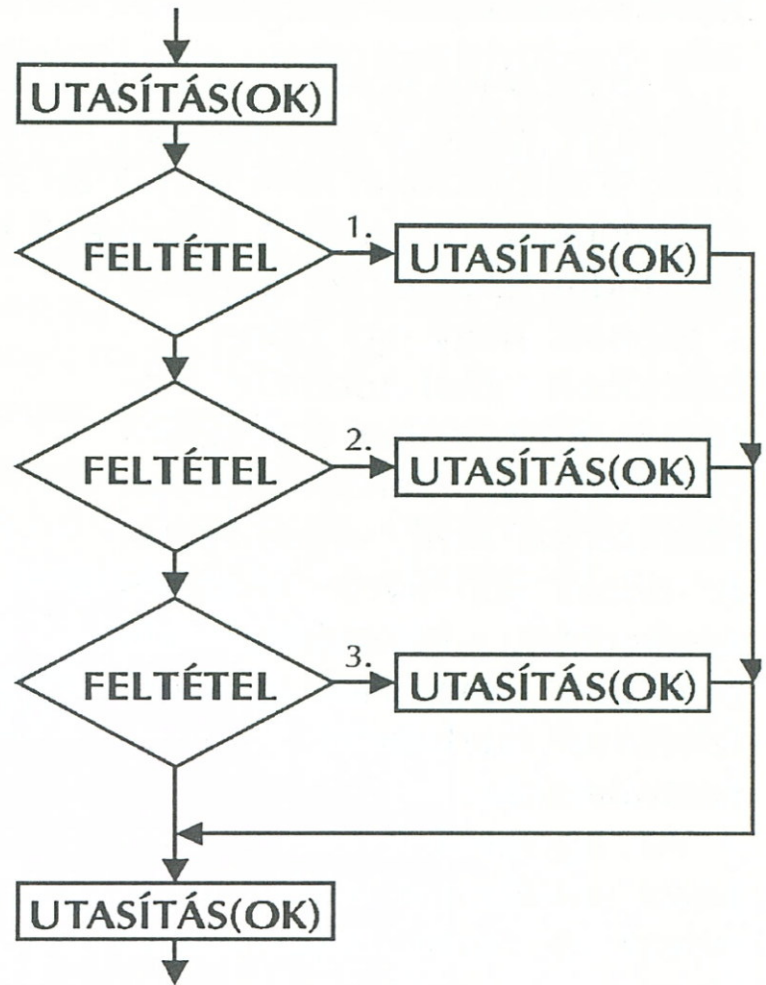 UTASÍTÁS(OK)
FELTÉTEL
1.
UTASÍTÁS(OK)
FELTÉTEL
2.
UTASÍTÁS(OK)
FELTÉTEL
3.
UTASÍTÁS(OK)
UTASÍTÁS(OK)